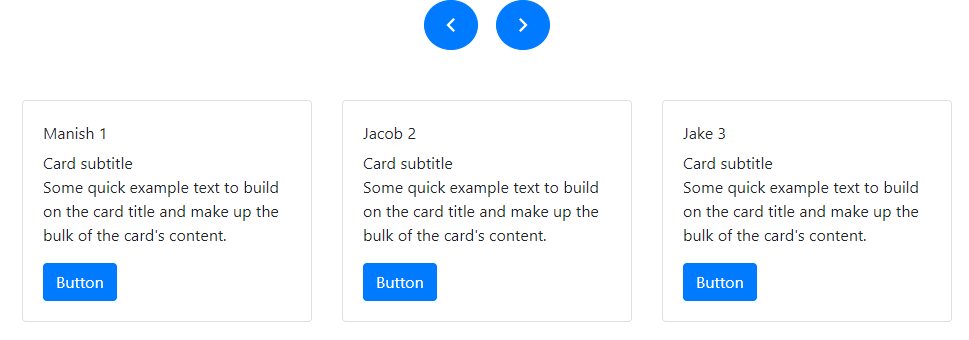 Manish 1
Card subtitle
Some quick example text to build
on the card title and make up the
bulk of the card's content.
Button
Jacob 2
Card subtitle
Some quick example text to build
on the card title and make up the
bulk of the card's content.
Button
Jake 3
Card subtitle
Some quick example text to build
on the card title and make up the
bulk of the card's content.
Button